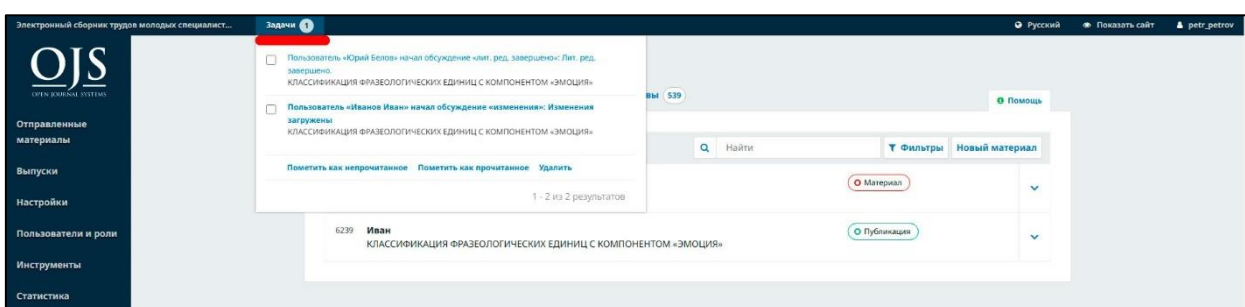 Электронный сборник трудов молодых специалист...
Задачи 1
Русский
Показать сайт
petr_petrov
OJS
OPEN JOURNAL SYSTEMS
Отправленные
материалы
Выпуски
Настройки
Пользователи и роли
Инструменты
Статистика
Пользователь «Юрий Белов» начал обсуждение «лит. ред. завершено»: Лит. ред.
завершено.
КЛАССИФИКАЦИЯ ФРАЗЕОЛОГИЧЕСКИХ ЕДИНИЦ С КОМПОНЕНТОМ «ЭМОЦИЯ»
Пользователь «Иванов Иван» начал обсуждение «изменения»: Изменения
загружены
КЛАССИФИКАЦИЯ ФРАЗЕОЛОГИЧЕСКИХ ЕДИНИЦ С КОМПОНЕНТОМ «ЭМОЦИЯ»
Пометить как непрочитанное Пометить как прочитанное Удалить
1 - 2 из 2 результатов
вы 539
Помощь
Найти
Фильтры
Новый материал
Материал
6239 Иван
КЛАССИФИКАЦИЯ ФРАЗЕОЛОГИЧЕСКИХ ЕДИНИЦ С КОМПОНЕНТОМ «ЭМОЦИЯ»
Публикация